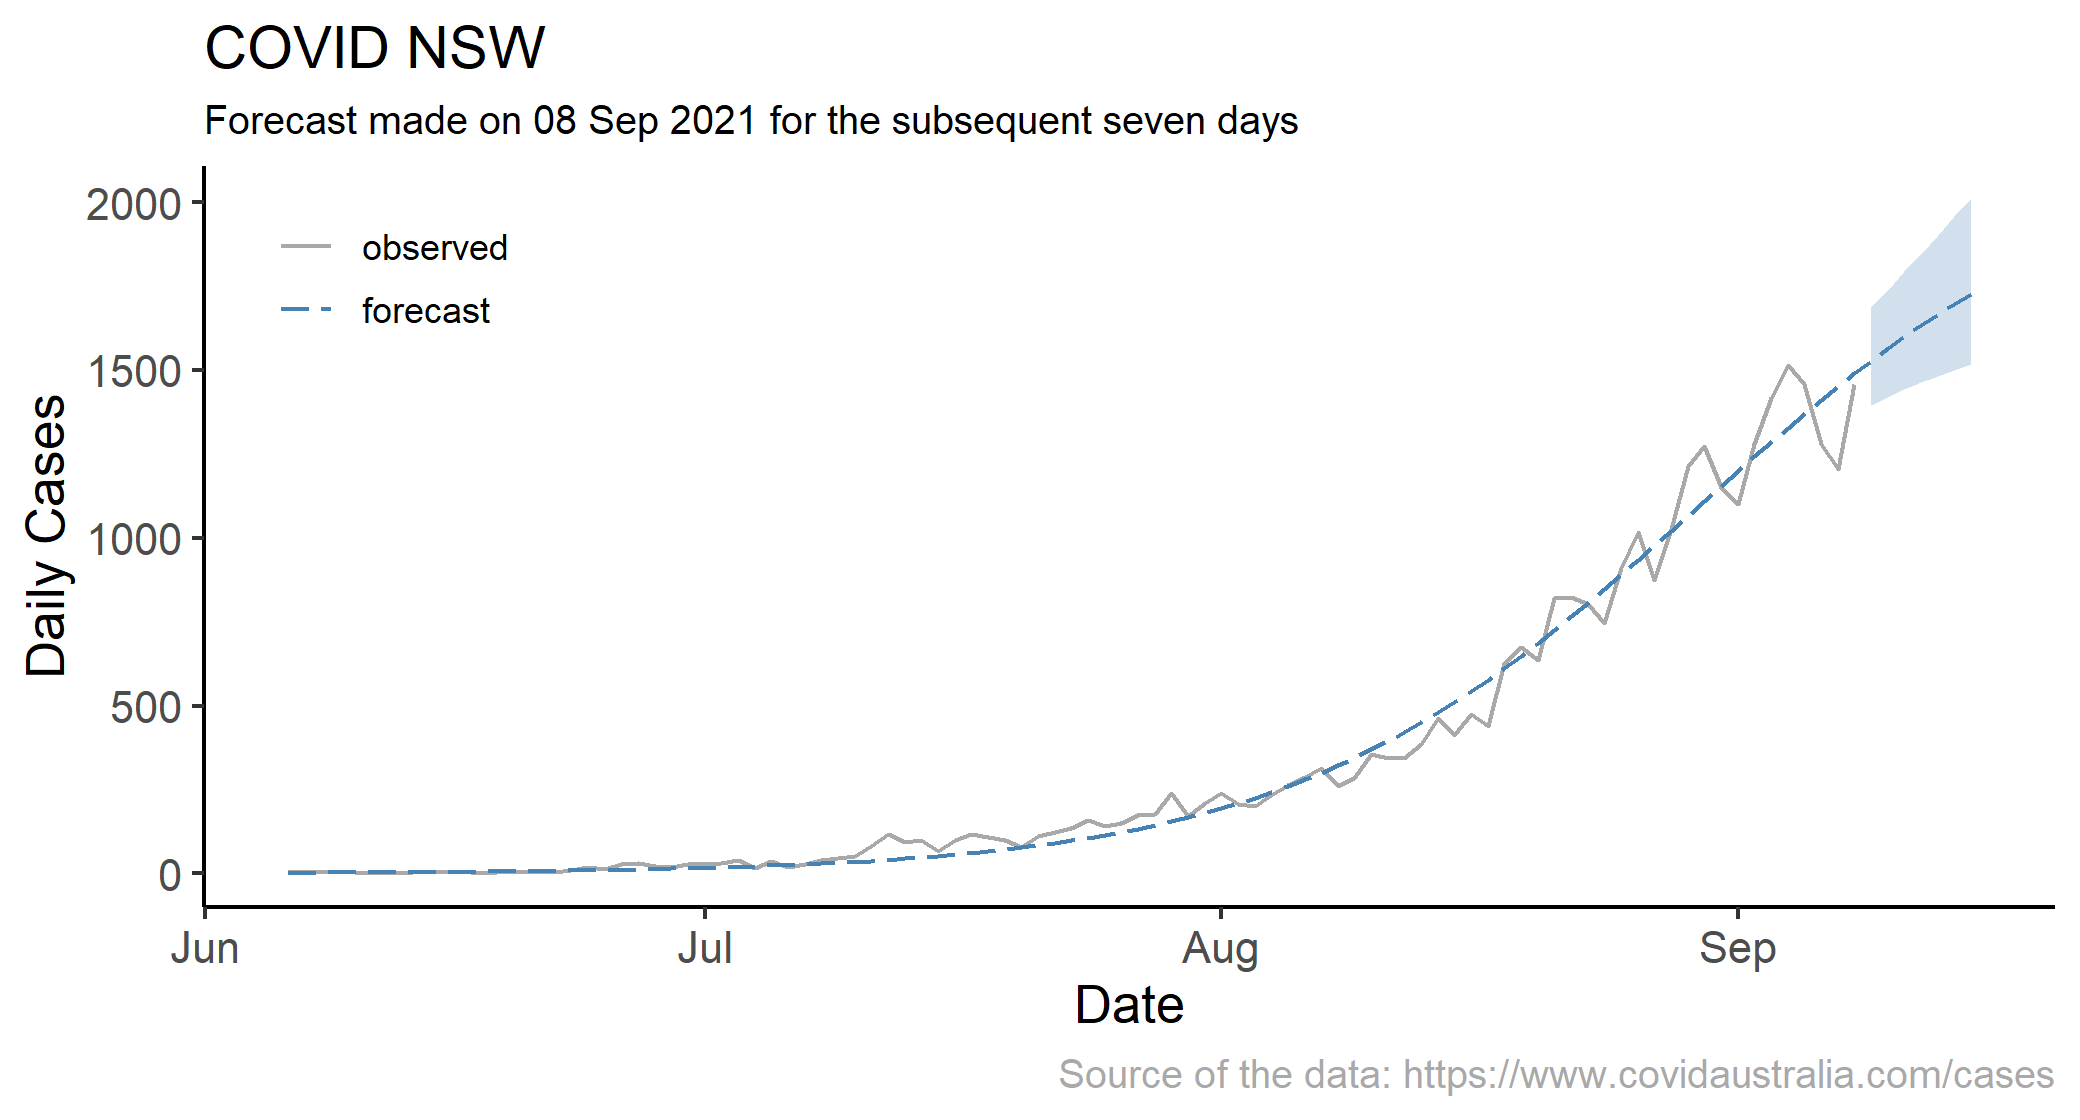 COVID NSW
Forecast made on 08 Sep 2021 for the subsequent seven days
2000
1500
1000
500
0
Daily Cases
observed
forecast
Jun Jul Aug Sep
Date
Source of the data: https://www.covidaustralia.com/cases